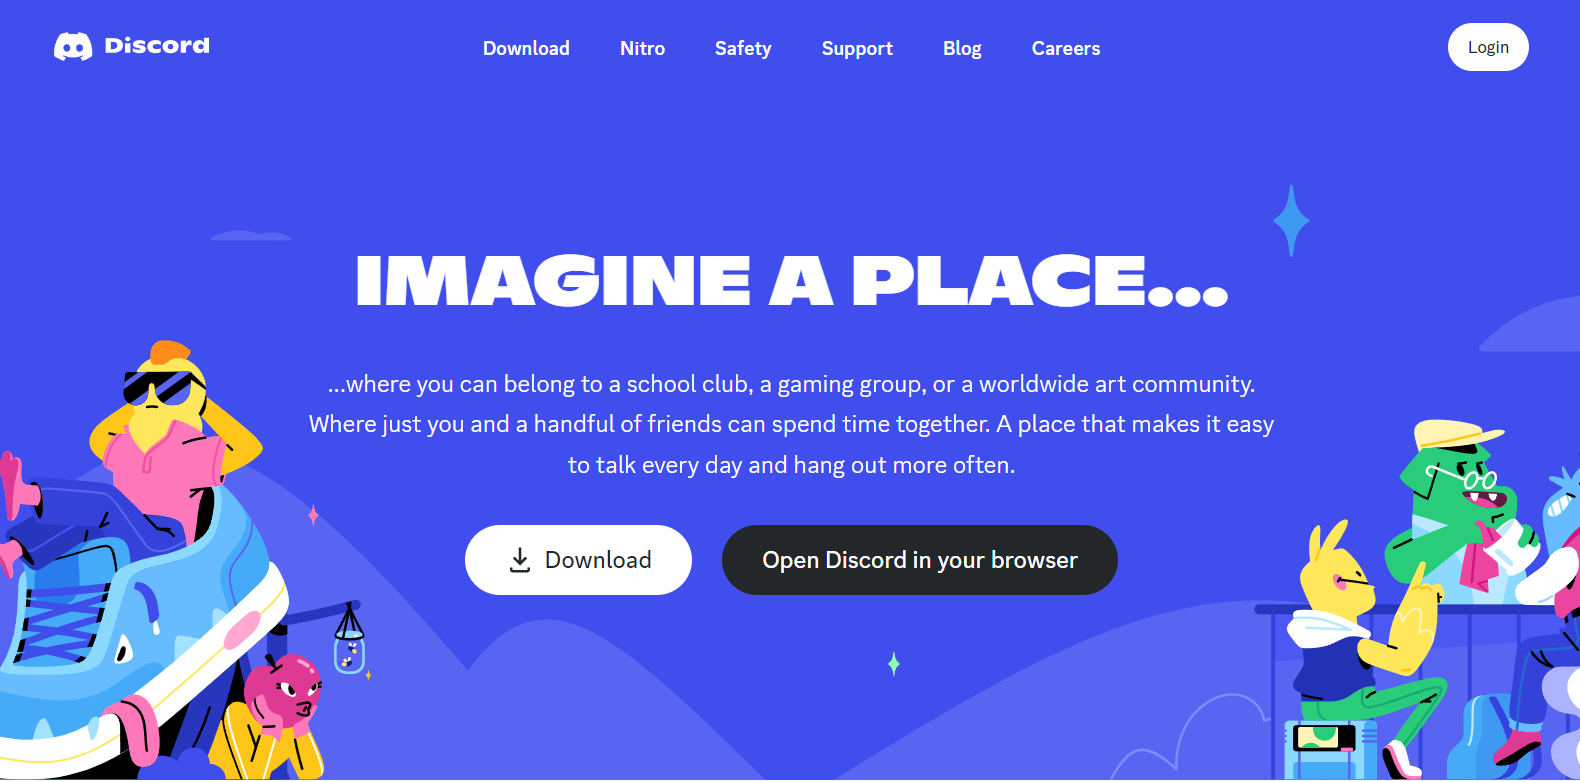 Discord
Download
Nitro
Safety
Support
Blog
Careers
Login
IMAGINE A PLACE...
...where you can belong to a school club, a gaming group, or a worldwide art community.
Where just you and a handful of friends can spend time together. A place that makes it easy
to talk every day and hang out more often.
Download
Open Discord in your browser